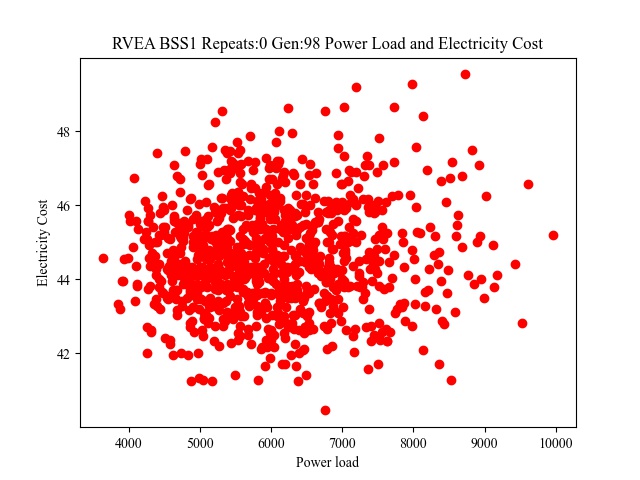 RVEA BSS1 Repeats:0 Gen:98 Power Load and Electricity Cost
48
46
44
42
Electricity Cost
4000 5000 6000 7000 8000 9000 10000
Power load